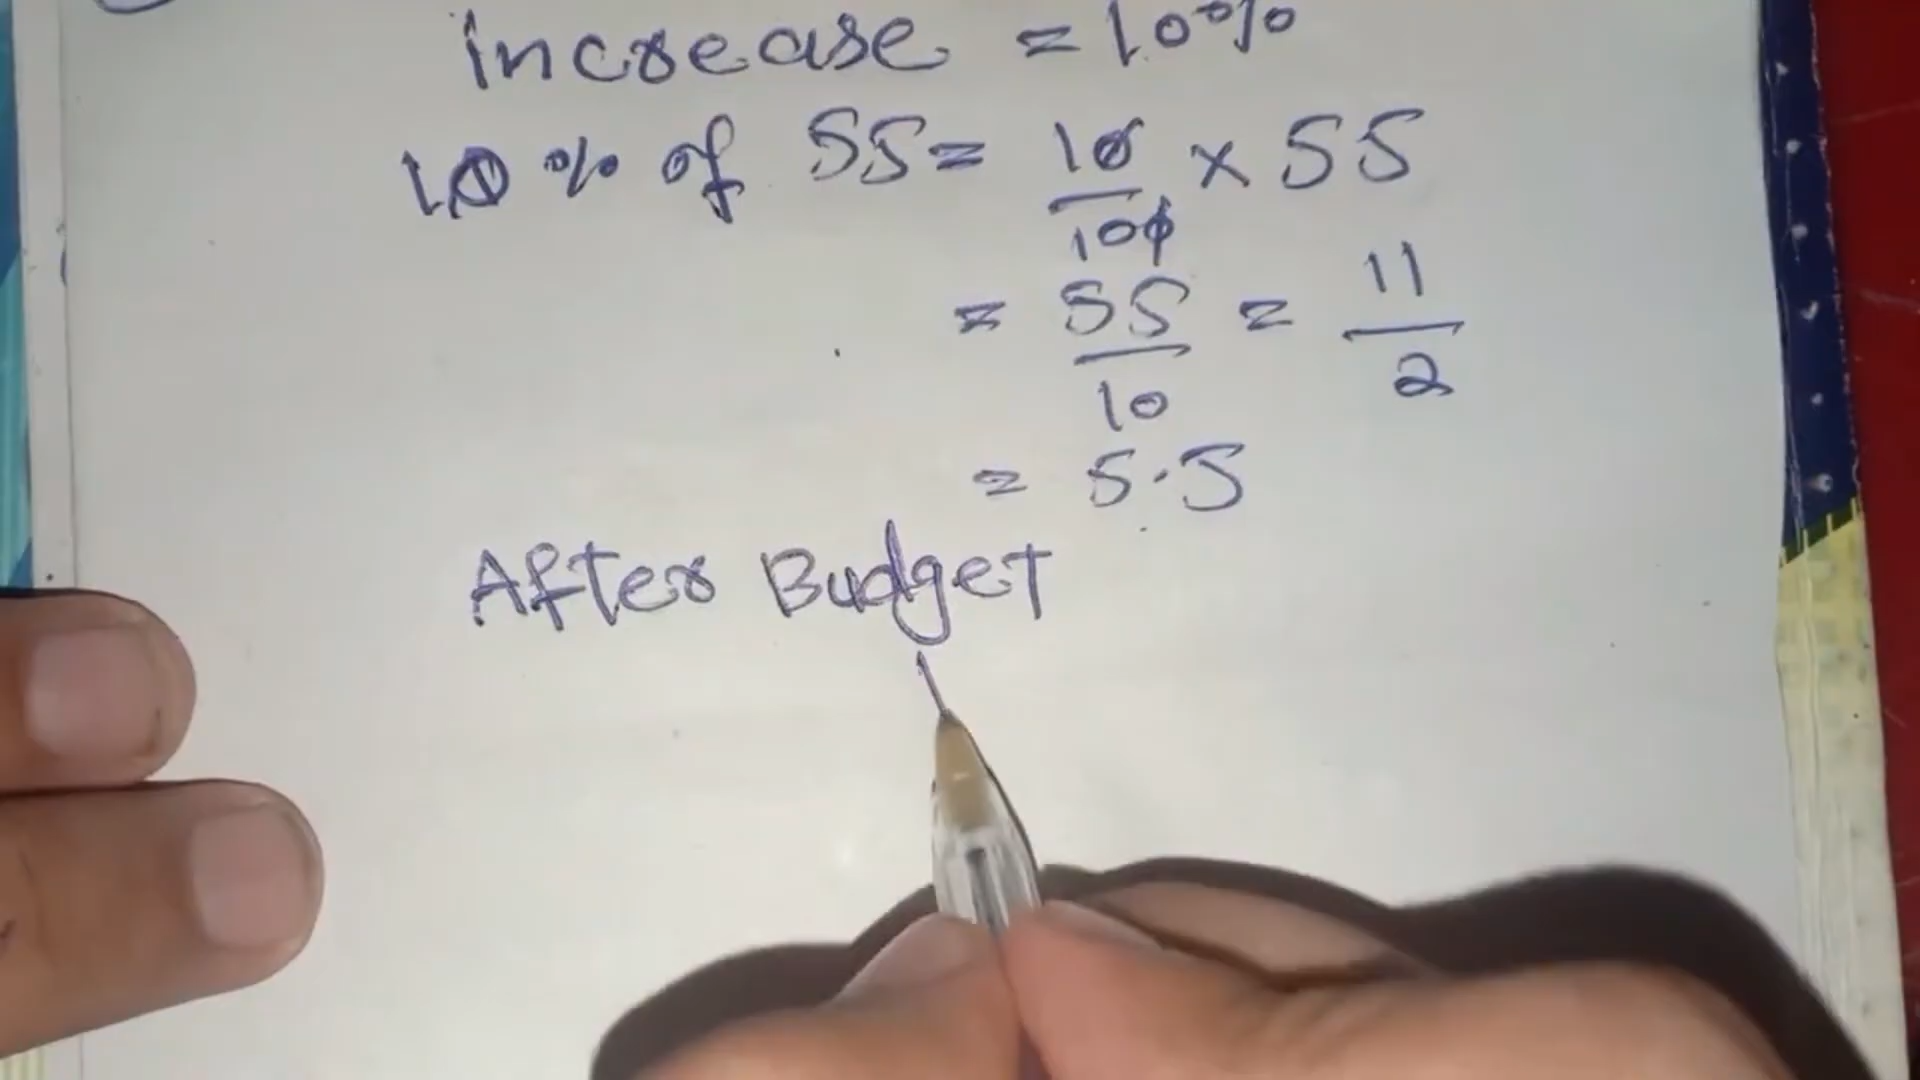 increase = 10%
10% of 55 = 10/100 × 55
= 55/10 = 11/2
= 5.5
After Budget